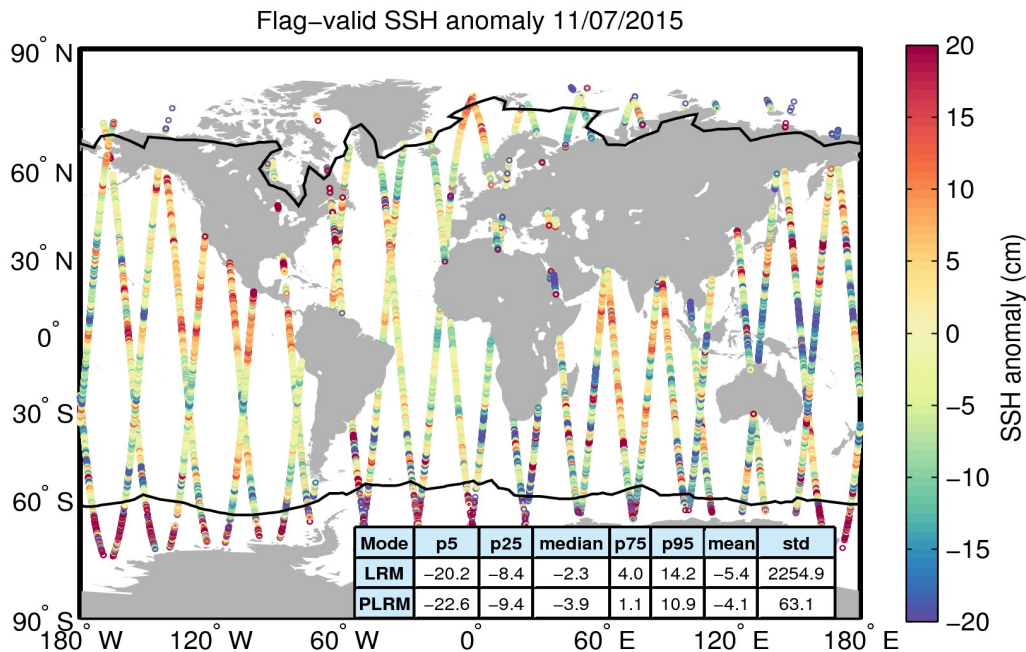 Flag−valid SSH anomaly 11/07/2015
90° N
60° N
30° N
0°
30° S
60° S
90° S
180° W
120° W
60° W
0°
60° E
120° E
180° E
Mode p5 p25 median p75 p95 mean std
LRM −20.2 −8.4 −2.3 4.0 14.2 −5.4 2254.9
PLRM −22.6 −9.4 −3.9 1.1 10.9 −4.1 63.1
20
15
10
5
0
−5
−10
−15
−20
SSH anomaly (cm)